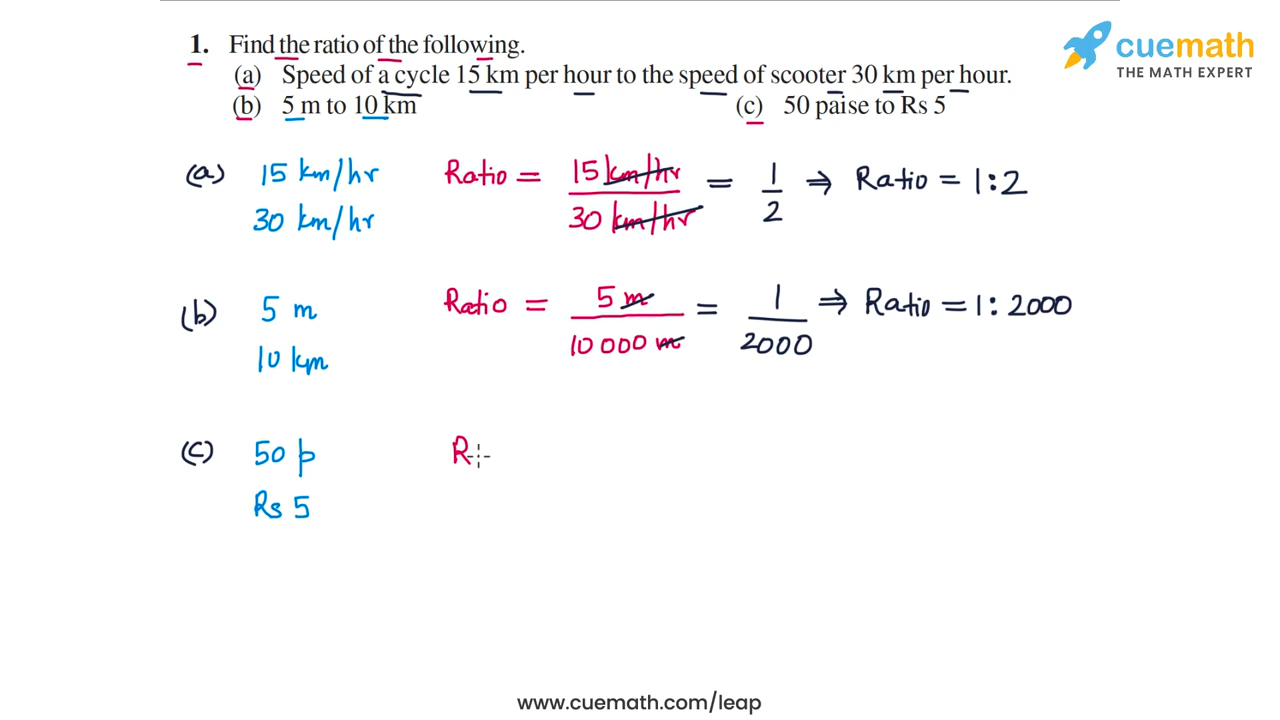 1. Find the ratio of the following.
cuemath
THE MATH EXPERT
(a) Speed of a cycle 15 km per hour to the speed of scooter 30 km per hour.
(b) 5 m to 10 km (c) 50 paise to Rs 5
(a) 15 km/hr Ratio = 15 km/hr / 30 km/hr = 1/2 ⇒ Ratio = 1:2
30 km/hr
(b) 5 m Ratio = 5 m / 10 000 m = 1/2000 ⇒ Ratio = 1: 2000
10 km
(c) 50 p R
Rs 5
www.cuemath.com/leap